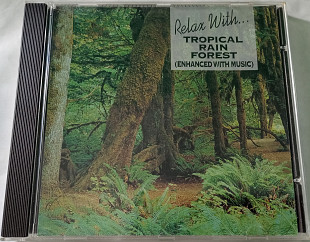 Relax With...
TROPICAL
RAIN
FOREST
(ENHANCED WITH MUSIC)